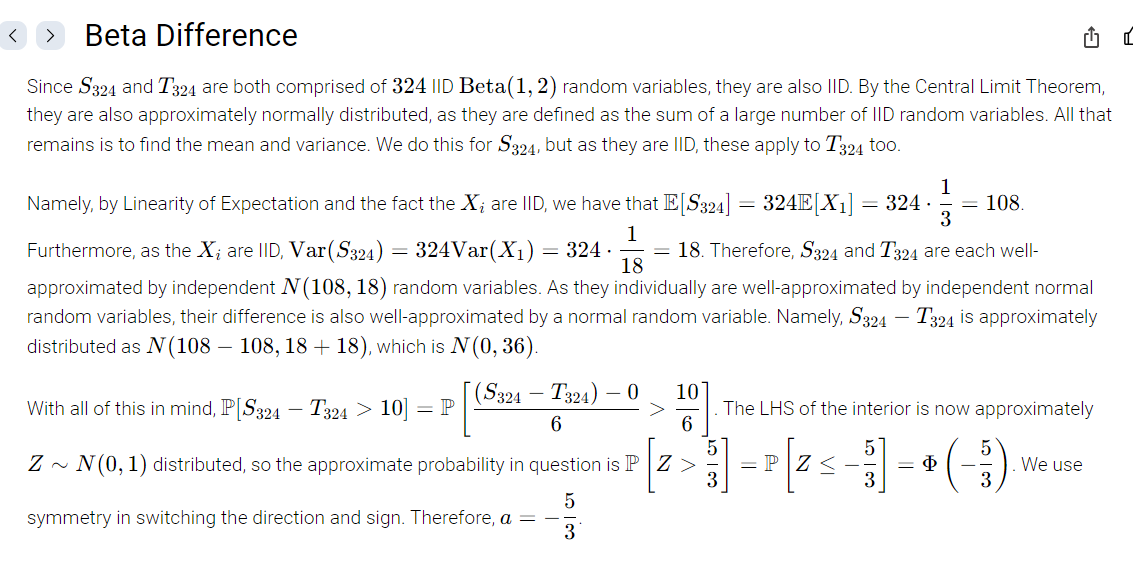 Beta Difference
Since $S_{324}$ and $T_{324}$ are both comprised of 324 IID Beta(1, 2) random variables, they are also IID. By the Central Limit Theorem,
they are also approximately normally distributed, as they are defined as the sum of a large number of IID random variables. All that
remains is to find the mean and variance. We do this for $S_{324}$, but as they are IID, these apply to $T_{324}$ too.
Namely, by Linearity of Expectation and the fact the $X_i$ are IID, we have that $\mathbb{E}[S_{324}] = 324\mathbb{E}[X_1] = 324 \cdot \frac{1}{3} = 108$.
Furthermore, as the $X_i$ are IID, $\text{Var}(S_{324}) = 324\text{Var}(X_1) = 324 \cdot \frac{1}{18} = 18$. Therefore, $S_{324}$ and $T_{324}$ are each well-
approximated by independent $N(108, 18)$ random variables. As they individually are well-approximated by independent normal
random variables, their difference is also well-approximated by a normal random variable. Namely, $S_{324} - T_{324}$ is approximately
distributed as $N(108 - 108, 18 + 18)$, which is $N(0, 36)$.
With all of this in mind, $\mathbb{P}[S_{324} - T_{324} > 10] = \mathbb{P}\left[\frac{(S_{324} - T_{324}) - 0}{6} > \frac{10}{6}\right]$. The LHS of the interior is now approximately
$Z \sim N(0, 1)$ distributed, so the approximate probability in question is $\mathbb{P}\left[Z > \frac{5}{3}\right] = \mathbb{P}\left[Z \leq -\frac{5}{3}\right] = \Phi\left(-\frac{5}{3}\right)$. We use
symmetry in switching the direction and sign. Therefore, $a = -\frac{5}{3}$.